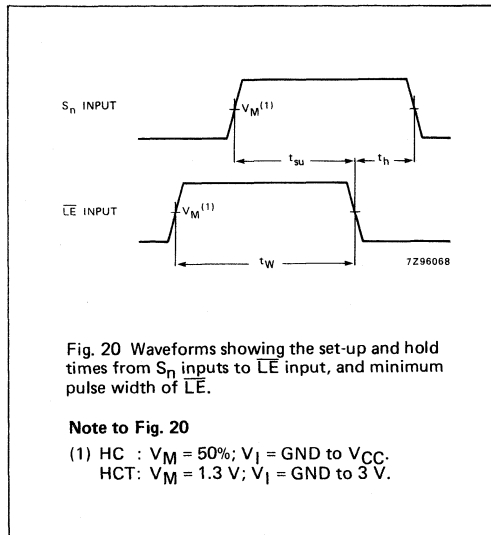 Sn INPUT
VM(1)
tsu
th
LE INPUT
VM(1)
tW
7Z96068
Fig. 20 Waveforms showing the set-up and hold
times from Sn inputs to LE input, and minimum
pulse width of LE.
Note to Fig. 20
(1) HC : VM = 50%; VI = GND to VCC.
HCT: VM = 1.3 V; VI = GND to 3 V.